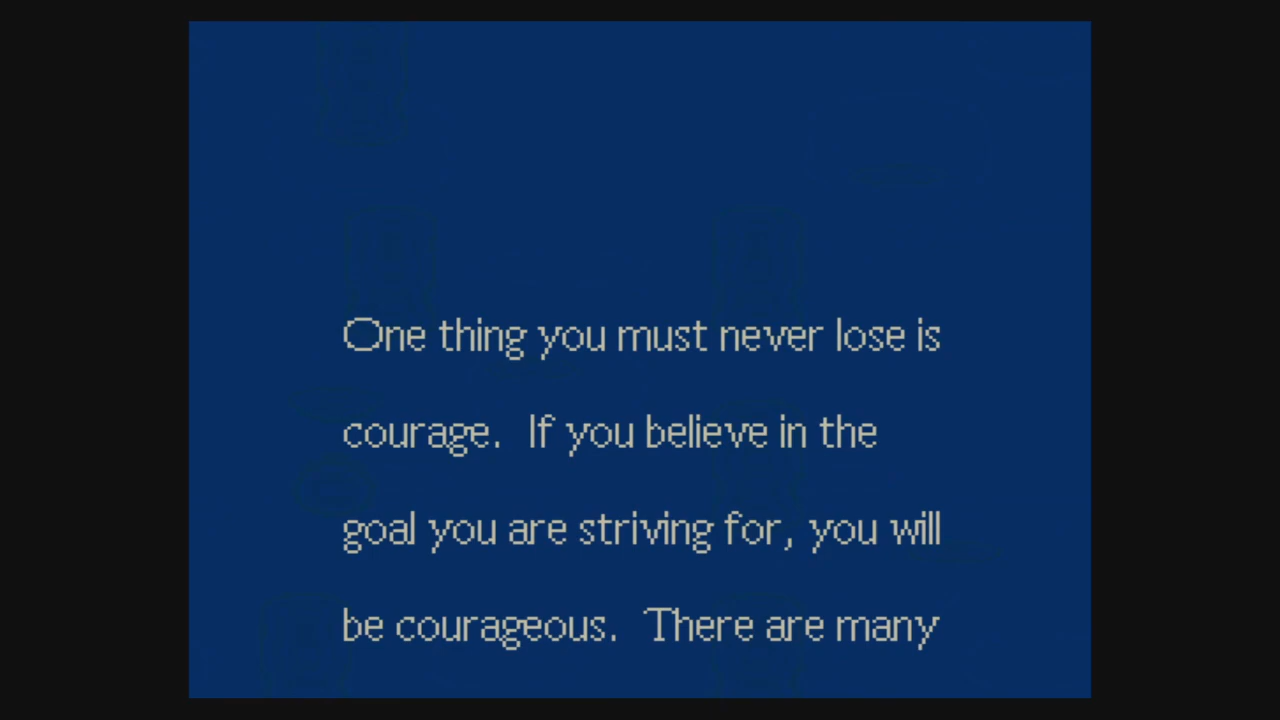 One thing you must never lose is
courage.  If you believe in the
goal you are striving for, you will
be courageous.  There are many